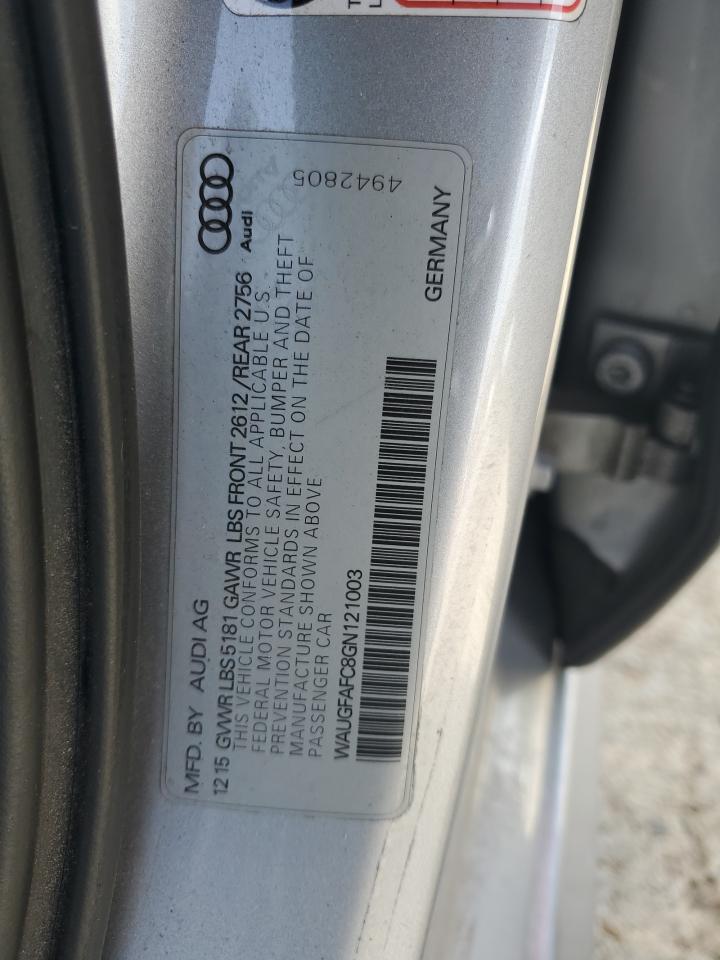 MFD. BY AUDI AG
12 15 GVWR LBS 5181 GAWR LBS FRONT 2612 /REAR 2756
THIS VEHICLE CONFORMS TO ALL APPLICABLE U.S.
FEDERAL MOTOR VEHICLE SAFETY, BUMPER AND THEFT
PREVENTION STANDARDS IN EFFECT ON THE DATE OF
MANUFACTURE SHOWN ABOVE
PASSENGER CAR
WAUGFAFC8GN121003
Audi
4942805
GERMANY